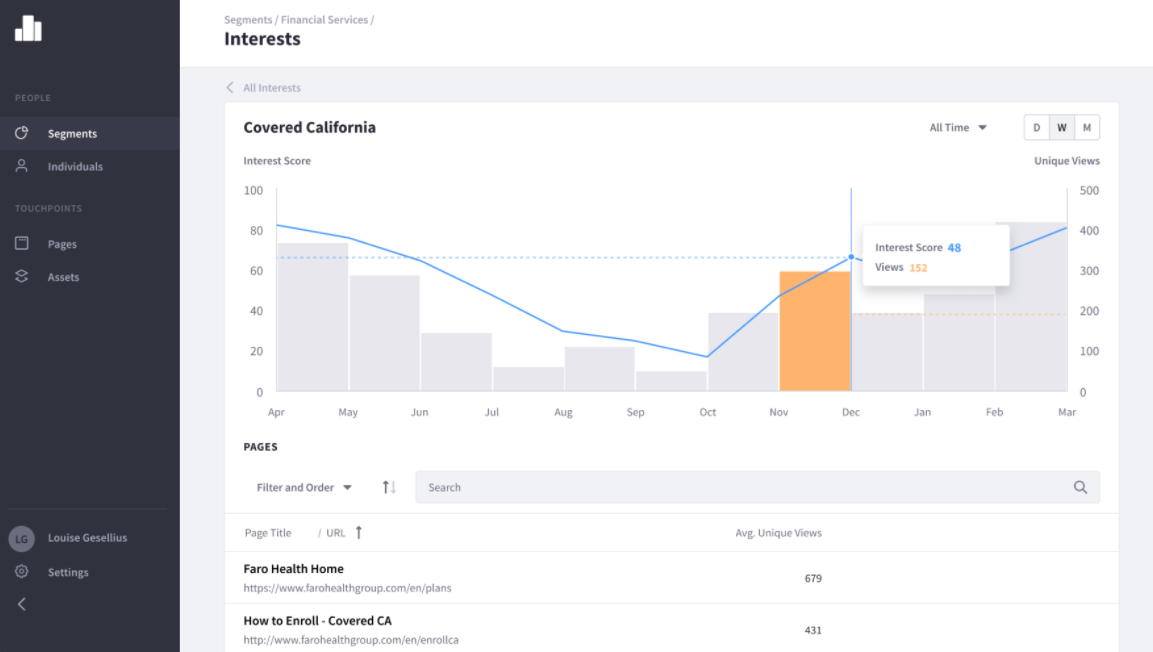 Segments / Financial Services /
Interests
PEOPLE
Segments
Individuals
TOUCHPOINTS
Pages
Assets
LG Louise Gesellius
Settings
All Interests
Covered California
All Time D W M
Interest Score Unique Views
100 500
80 400
60 300
40 200
20 100
0 0
Interest Score 48
Views 152
Apr May Jun Jul Aug Sep Oct Nov Dec Jan Feb Mar
PAGES
Filter and Order Search
Page Title / URL Avg. Unique Views
Faro Health Home
https://www.farohealthgroup.com/en/plans
679
How to Enroll - Covered CA
http://www.farohealthgroup.com/en/enrollca
431